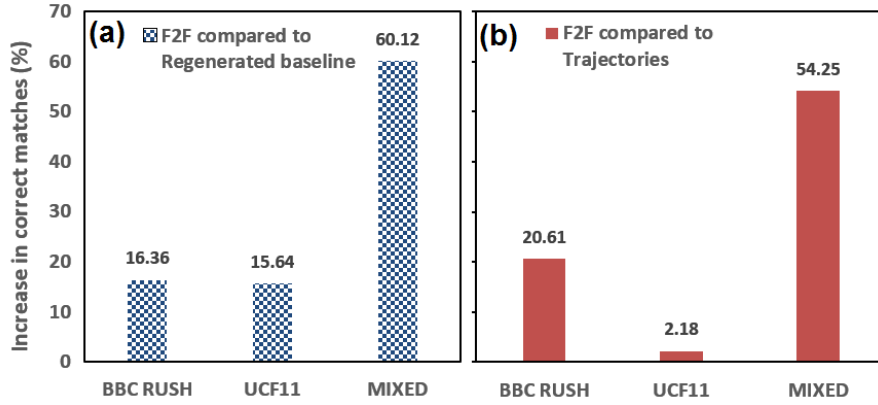 Increase in correct matches (%)
70
60
50
40
30
20
10
0
(a)
F2F compared to
Regenerated baseline
16.36
15.64
60.12
BBC RUSH UCF11 MIXED
(b)
F2F compared to
Trajectories
20.61
2.18
54.25
BBC RUSH UCF11 MIXED